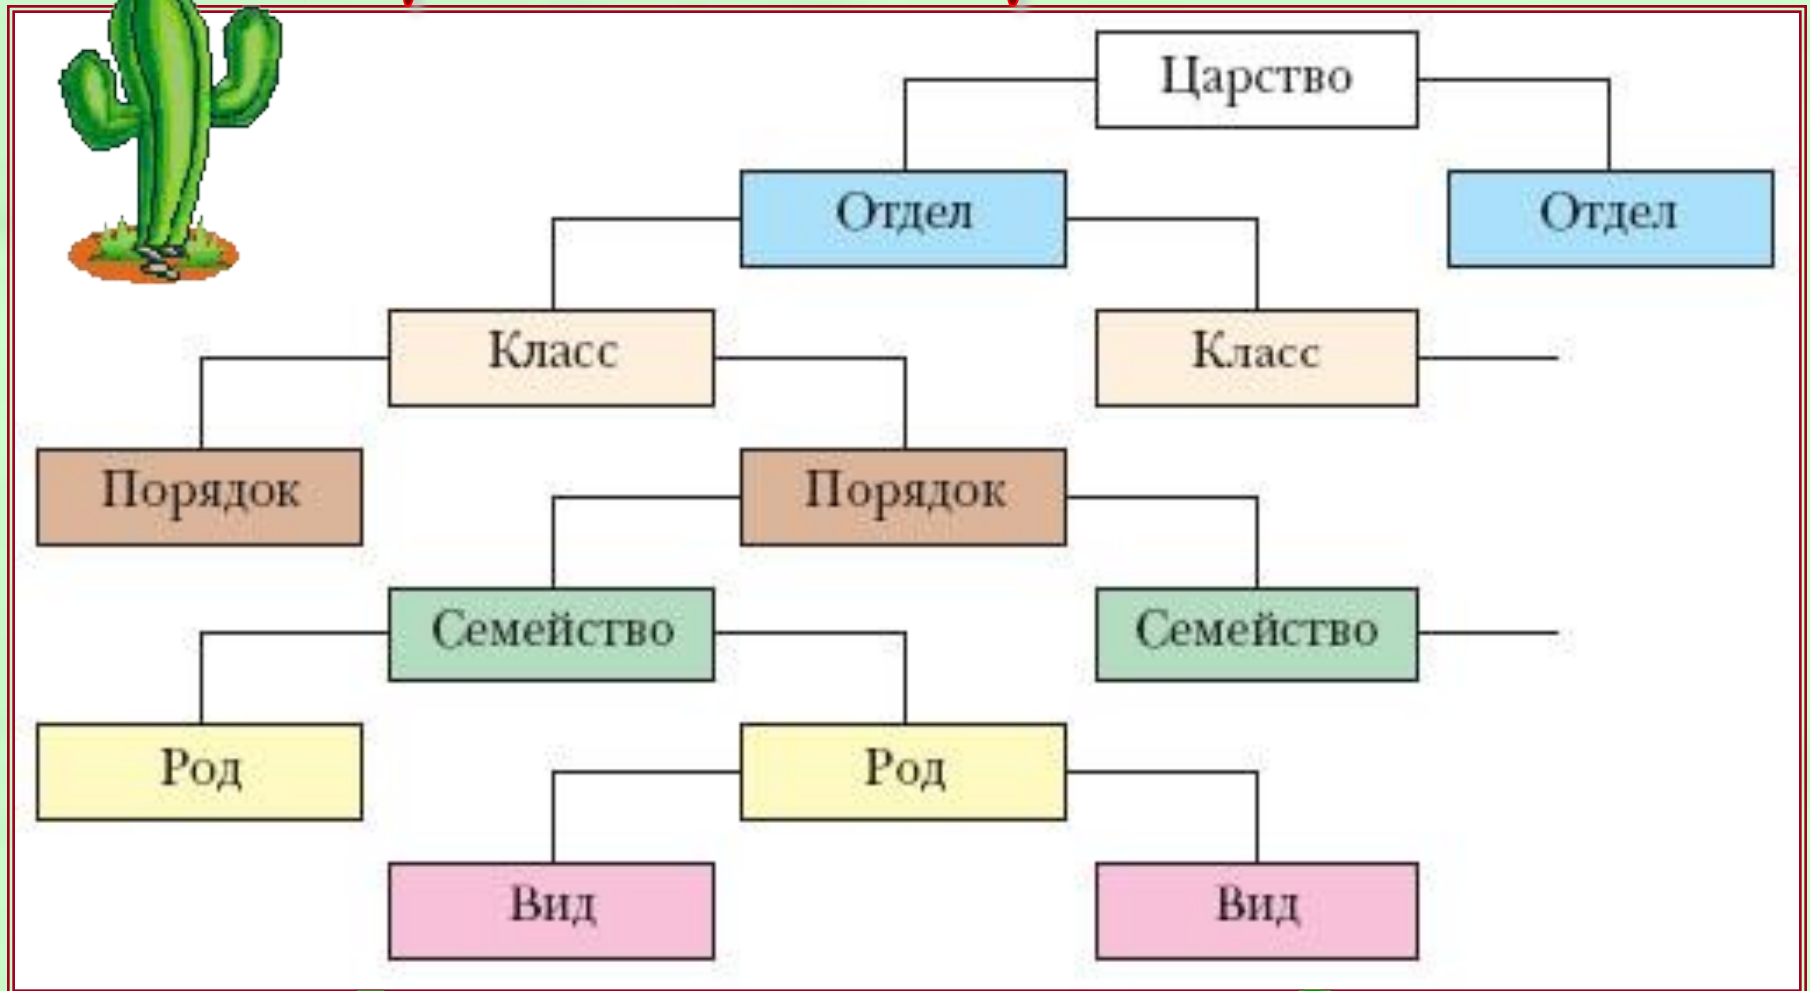 Царство
Отдел
Отдел
Класс
Класс
Порядок
Порядок
Семейство
Семейство
Род
Род
Вид
Вид